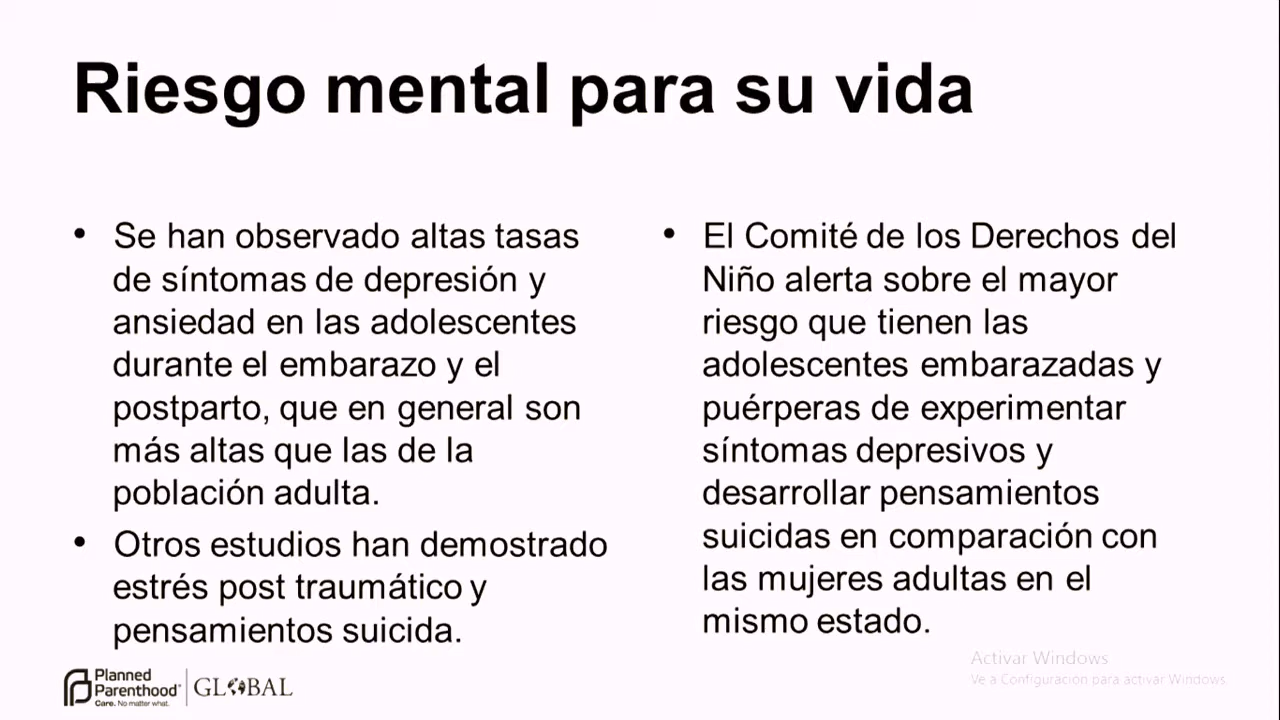 Riesgo mental para su vida
• Se han observado altas tasas
de síntomas de depresión y
ansiedad en las adolescentes
durante el embarazo y el
postparto, que en general son
más altas que las de la
población adulta.
• Otros estudios han demostrado
estrés post traumático y
pensamientos suicida.
• El Comité de los Derechos del
Niño alerta sobre el mayor
riesgo que tienen las
adolescentes embarazadas y
puérperas de experimentar
síntomas depresivos y
desarrollar pensamientos
suicidas en comparación con
las mujeres adultas en el
mismo estado.
Planned
Parenthood
Care. No matter what.
GLOBAL
Activar Windows
Ve a Configuración para activar Windows